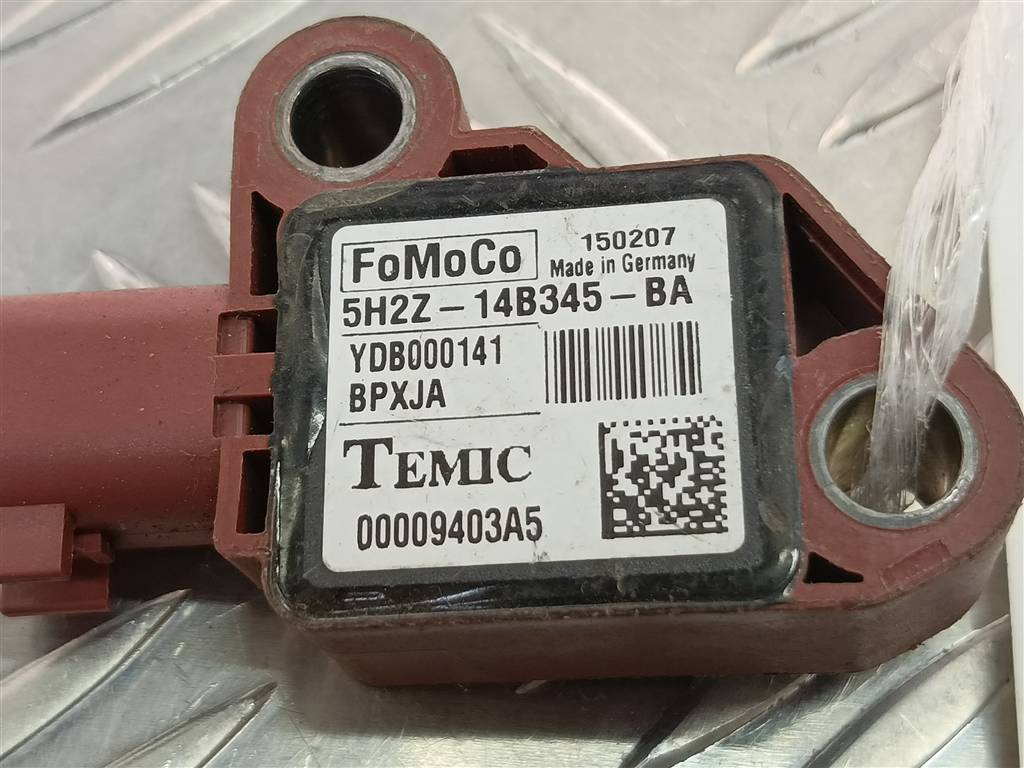 FoMoCo
150207
Made in Germany
5H2Z-14B345-BA
YDB000141
BPXJA
TEMIC
00009403A5